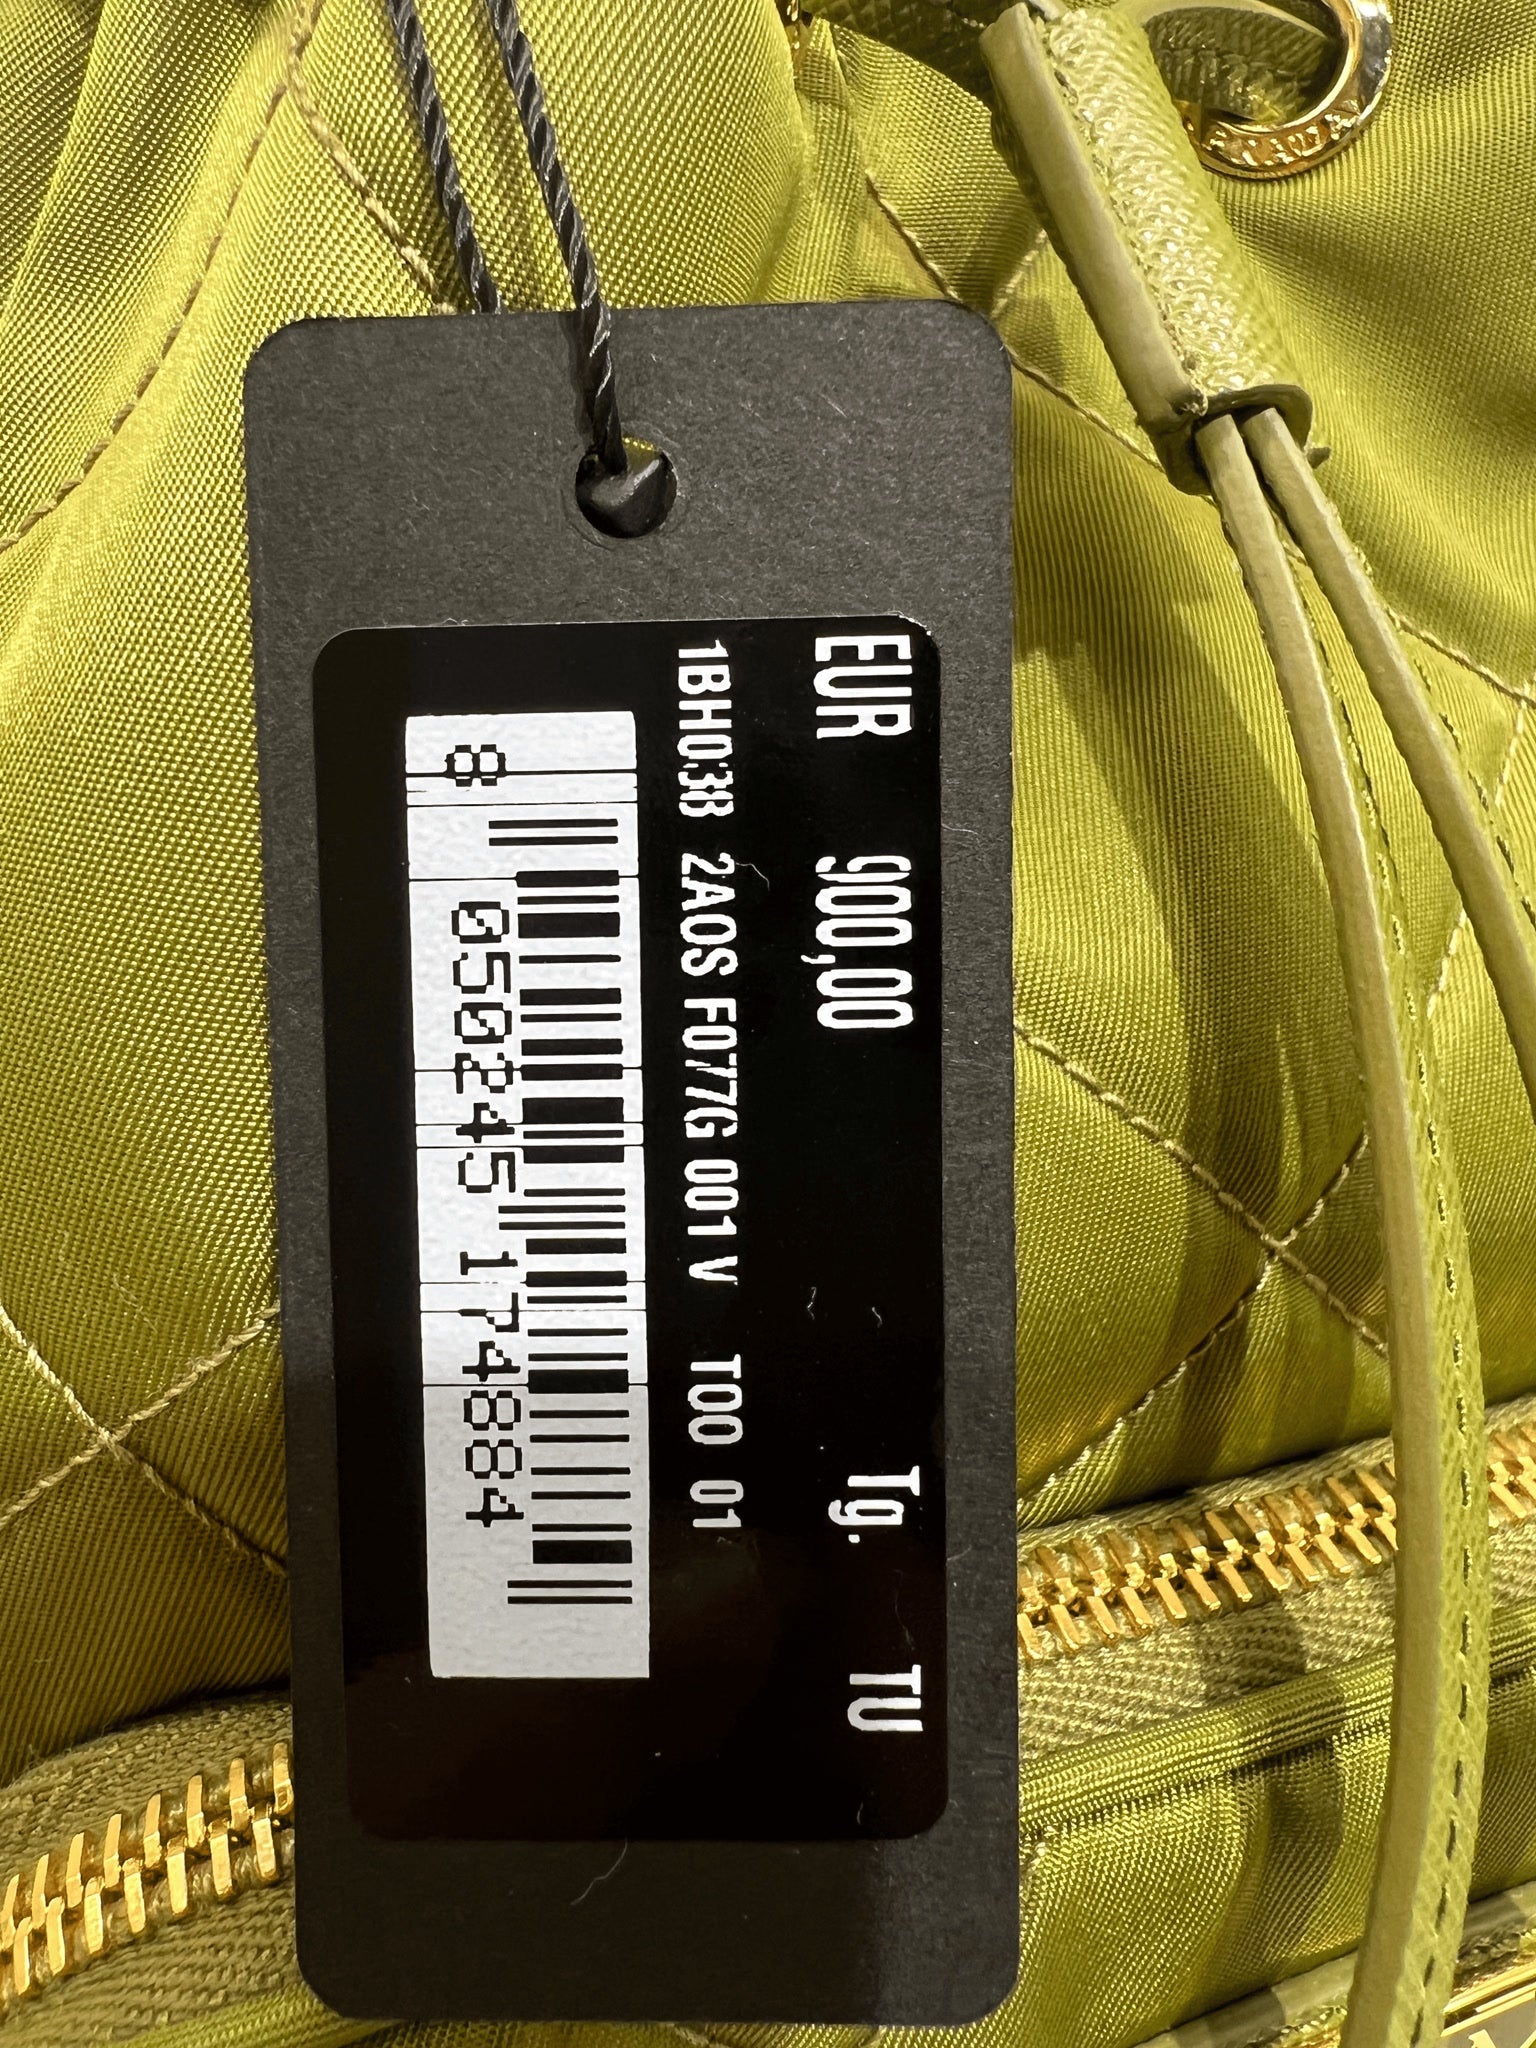 EUR 900,00 Tg. TU
1BH038 2AOS F077G 001 V T00 01
8 050245 174884